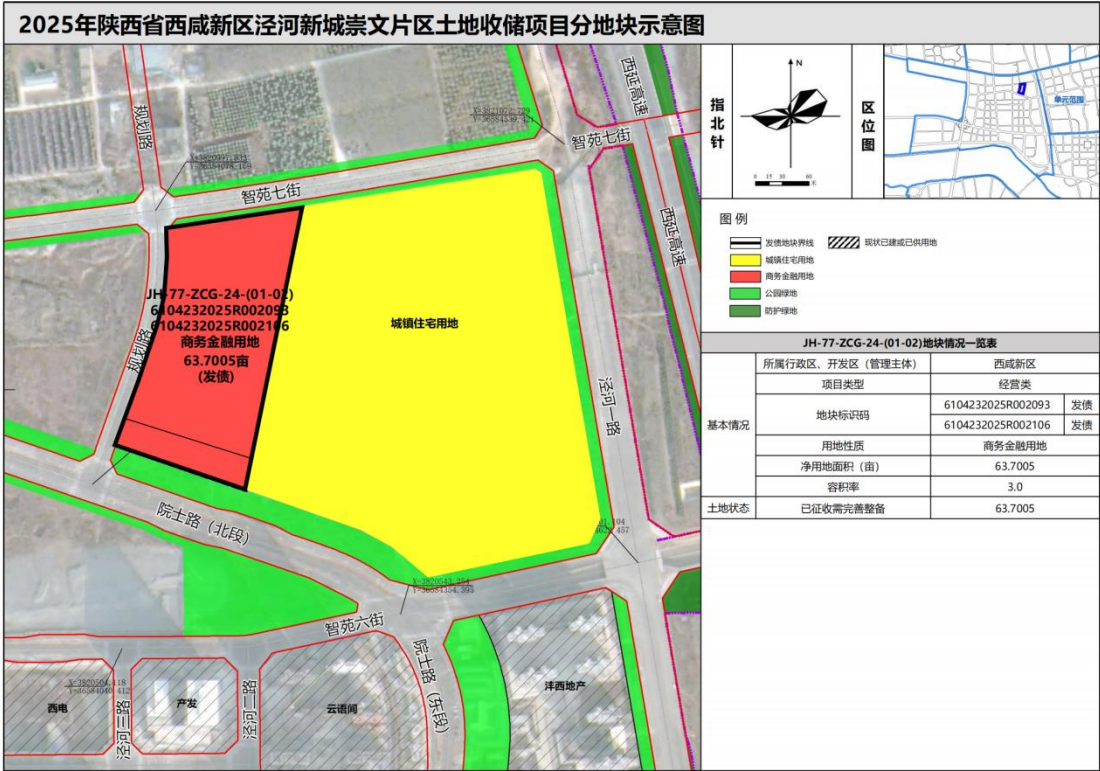 2025年陕西省西咸新区泾河新城崇文片区土地收储项目分地块示意图
规划路
西延高速
智苑七街
智苑七街
西延高速
JH-77-ZCG-24-(01-02)
6104232025R002093
6104232025R002106
商务金融用地
63.7005亩
(发债)
规划路
城镇住宅用地
泾河一路
院士路（北段）
X=3820543.254
Y=36584354.395
智苑六街
院士路（东段）
沣西地产
X=3820504.418
Y=36584040.412
西电
产发
云语间
泾河三路
泾河二路
指北针
N
0 15 30 60
米
区位图
单元范围
图 例
发债地块界线
现状已建或已供用地
城镇住宅用地
商务金融用地
公园绿地
防护绿地
JH-77-ZCG-24-(01-02)地块情况一览表
基本情况
所属行政区、开发区（管理主体） 西咸新区
项目类型 经营类
地块标识码
6104232025R002093 发债
6104232025R002106 发债
用地性质 商务金融用地
净用地面积（亩） 63.7005
容积率 3.0
土地状态 已征收需完善整备 63.7005